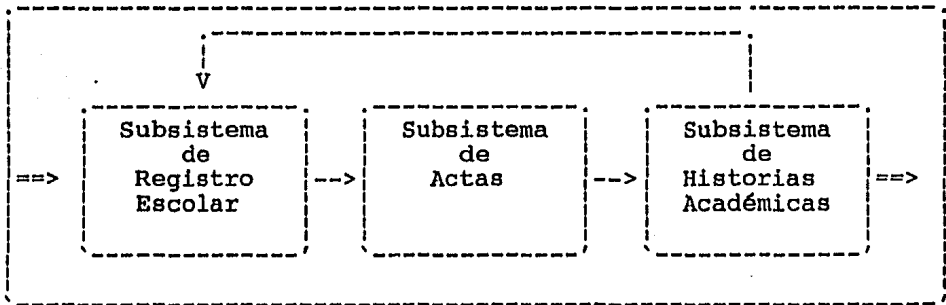 Subsistema
de
Registro
Escolar
Subsistema
de
Actas
Subsistema
de
Historias
Académicas